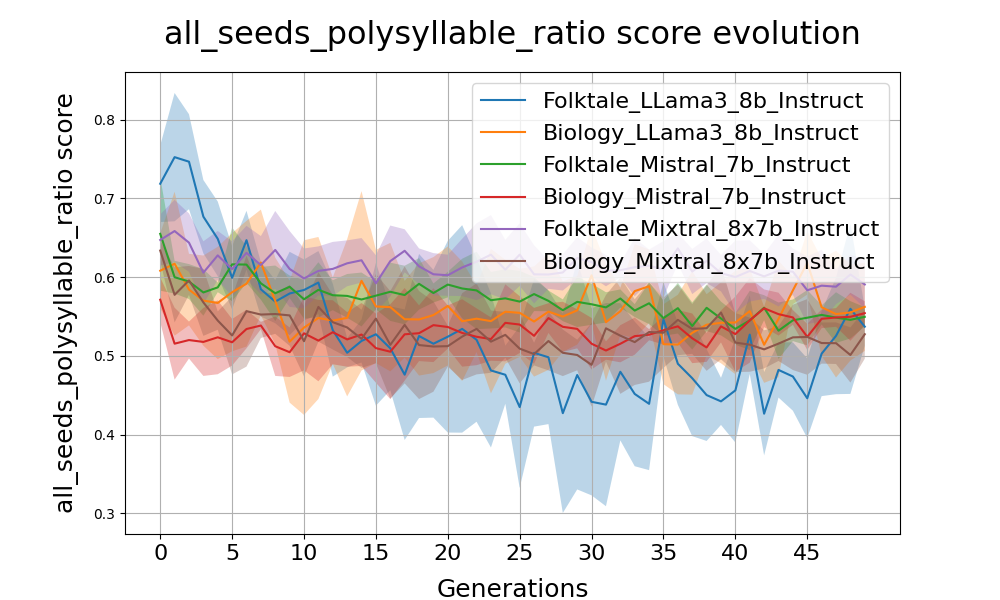 all_seeds_polysyllable_ratio score evolution
all_seeds_polysyllable_ratio score
0.8
0.7
0.6
0.5
0.4
0.3
Folktale_LLama3_8b_Instruct
Biology_LLama3_8b_Instruct
Folktale_Mistral_7b_Instruct
Biology_Mistral_7b_Instruct
Folktale_Mixtral_8x7b_Instruct
Biology_Mixtral_8x7b_Instruct
0 5 10 15 20 25 30 35 40 45
Generations